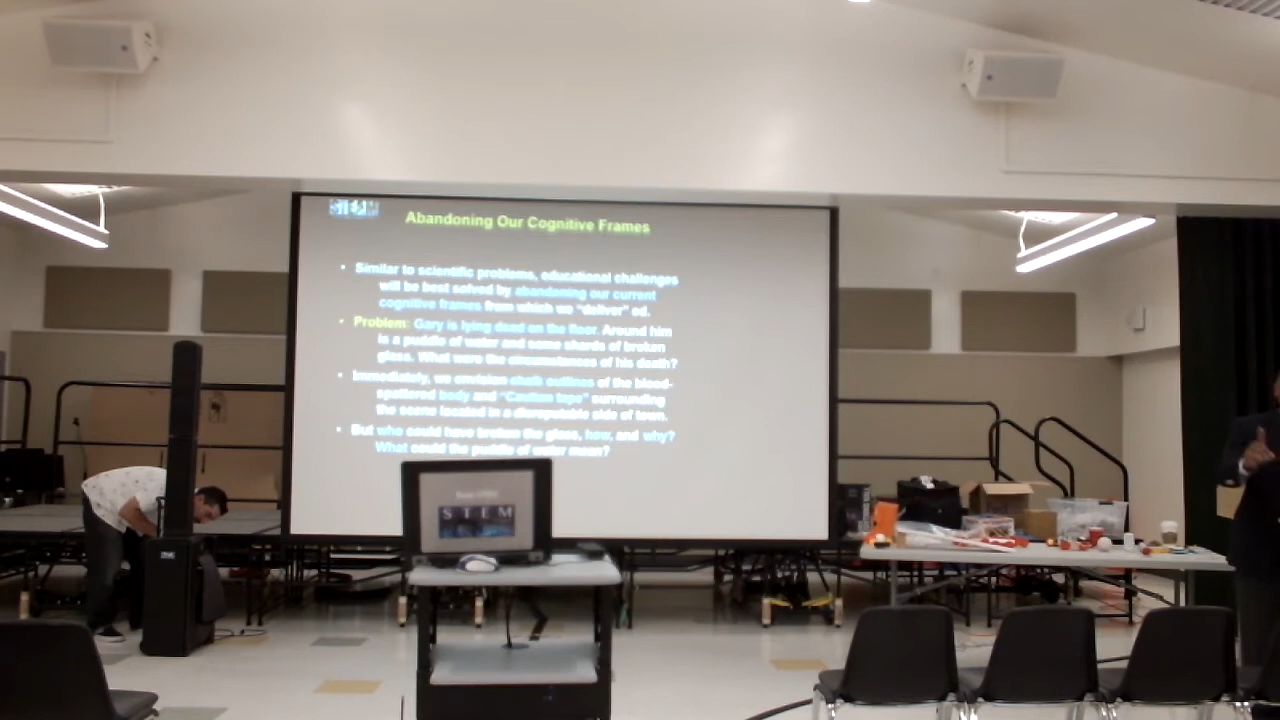 Abandoning Our Cognitive Frames
• Similar to scientific problems, educational challenges
will be best solved by abandoning our current
cognitive frames from which we "deliver" ed.
• Problem: Gary is lying dead on the floor. Around him
is a puddle of water and some shards of broken
glass. What were the circumstances of his death?
• Immediately, we envision chalk outlines of the blood-
spattered body and "Caution tape" surrounding
the scene located in a disreputable side of town.
• But who could have broken the glass, how, and why?
What could the puddle of water mean?
STEM